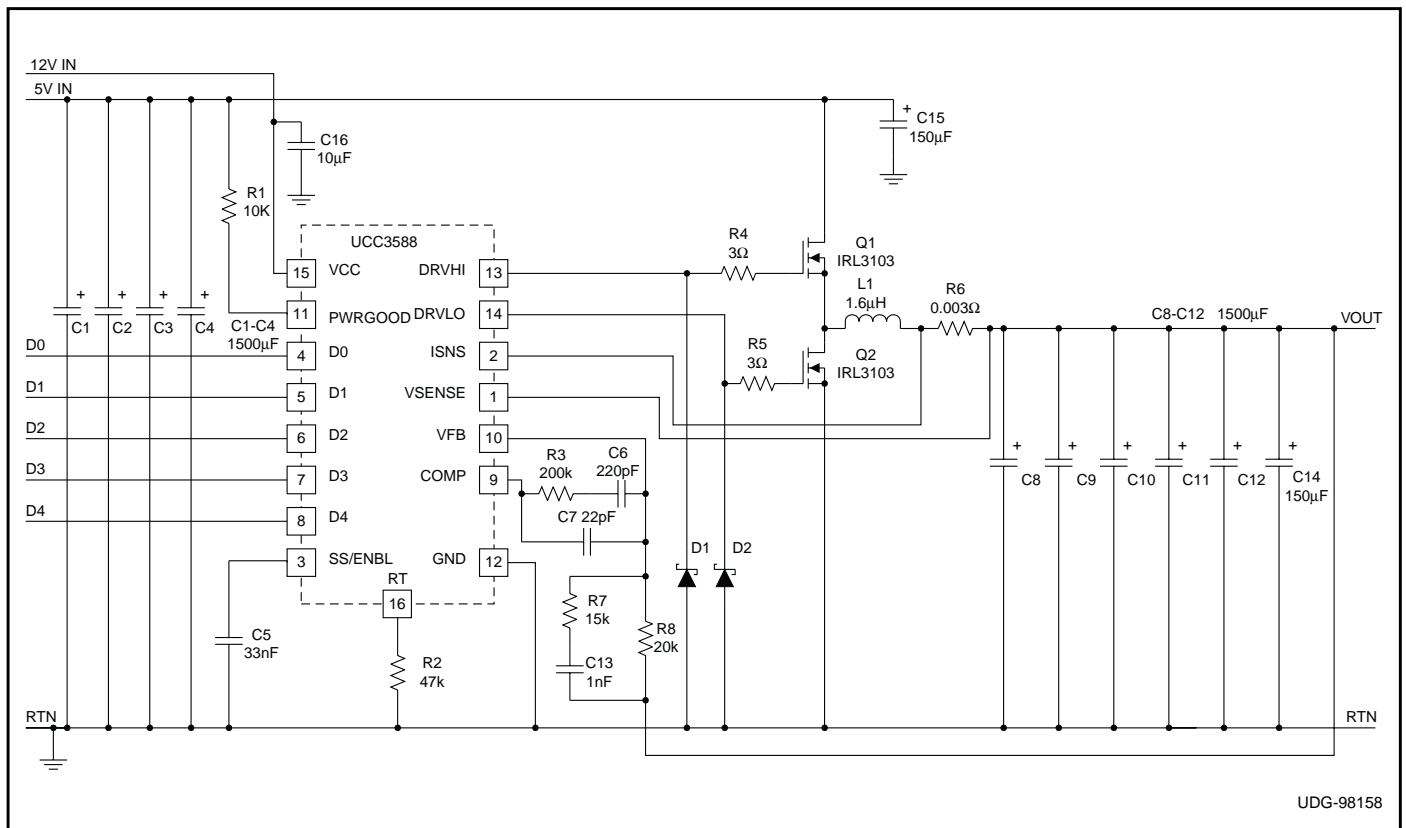 12V IN
5V IN
C16
10µF
+
C15
150µF
R1
10K
UCC3588
15
VCC
DRVHI
13
R4
3Ω
Q1
IRL3103
+
C1
+
C2
+
C3
+
C4
11
PWRGOOD
DRVLO
14
L1
1.6µH
R6
0.003Ω
C8-C12 1500µF
VOUT
C1-C4
1500µF
D0
4
D0
ISNS
2
R5
3Ω
Q2
IRL3103
D1
5
D1
VSENSE
1
D2
6
D2
VFB
10
D3
7
D3
COMP
9
R3
200k
C6
220pF
+
C8
+
C9
+
C10
+
C11
+
C12
+
C14
150µF
D4
8
D4
C7 22pF
3
SS/ENBL
GND
12
D1
D2
RT
16
R7
15k
R8
20k
C5
33nF
R2
47k
C13
1nF
RTN
RTN
UDG-98158